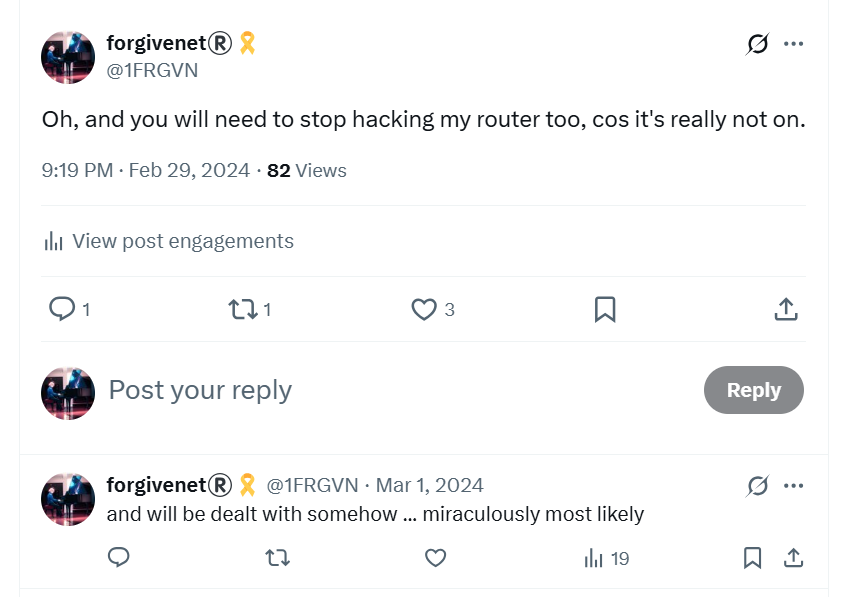 forgivenet®🎗
@1FRGVN
Oh, and you will need to stop hacking my router too, cos it's really not on.
9:19 PM · Feb 29, 2024 · 82 Views
View post engagements
1 1 3
Post your reply Reply
forgivenet®🎗 @1FRGVN · Mar 1, 2024
and will be dealt with somehow ... miraculously most likely
19